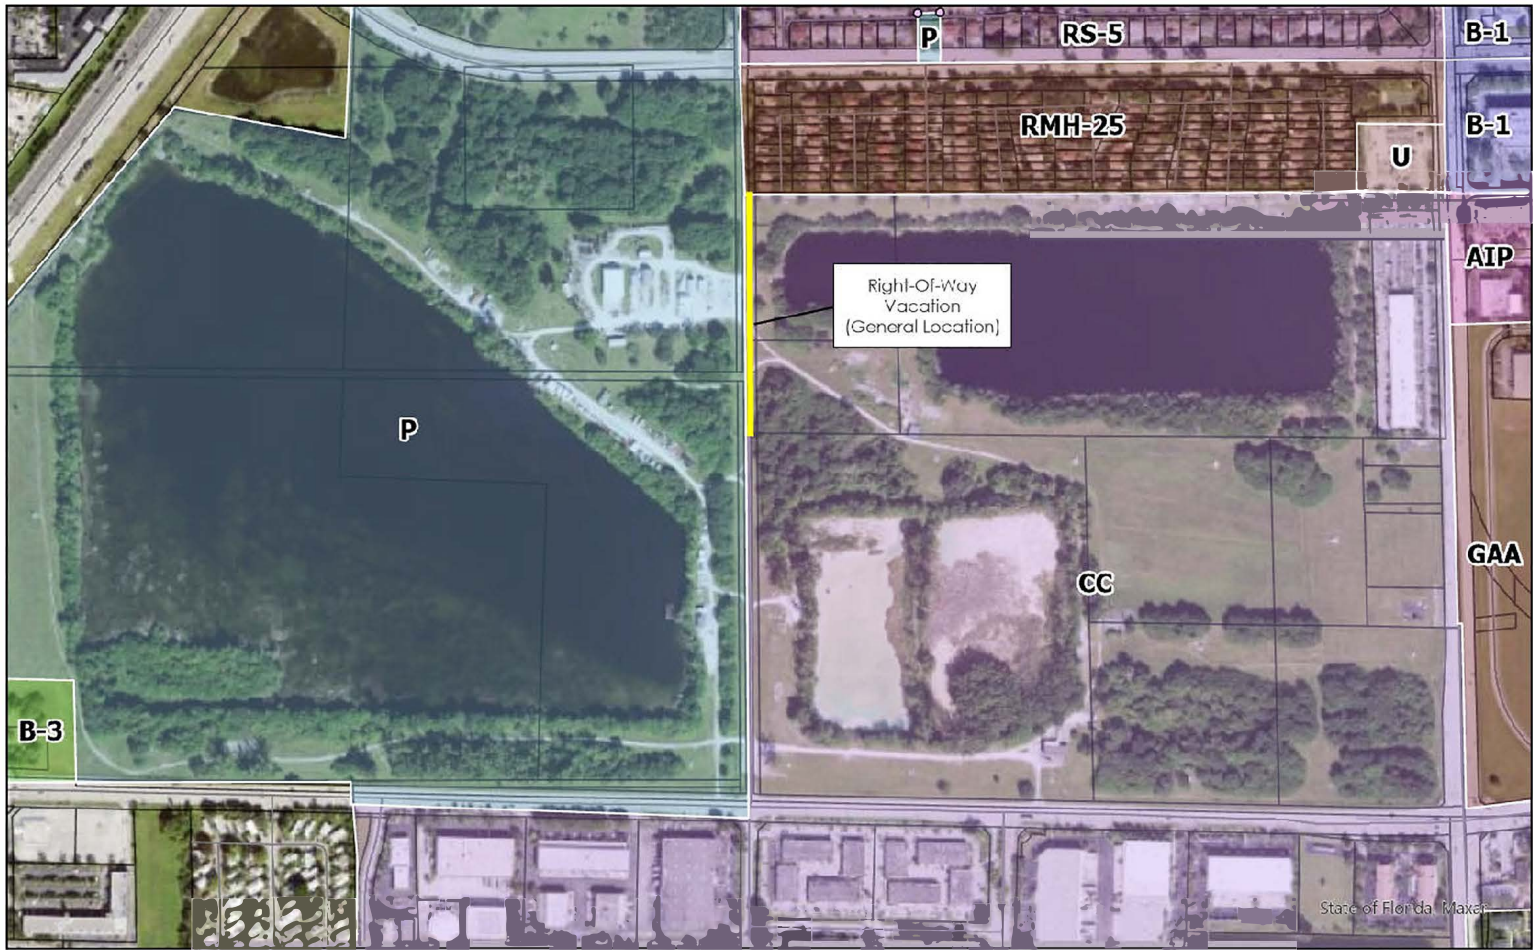 P
RS-5
B-1
RMH-25
B-1
U
AIP
Right-Of-Way
Vacation
(General Location)
P
GAA
CC
B-3
State of Florida, Maxar